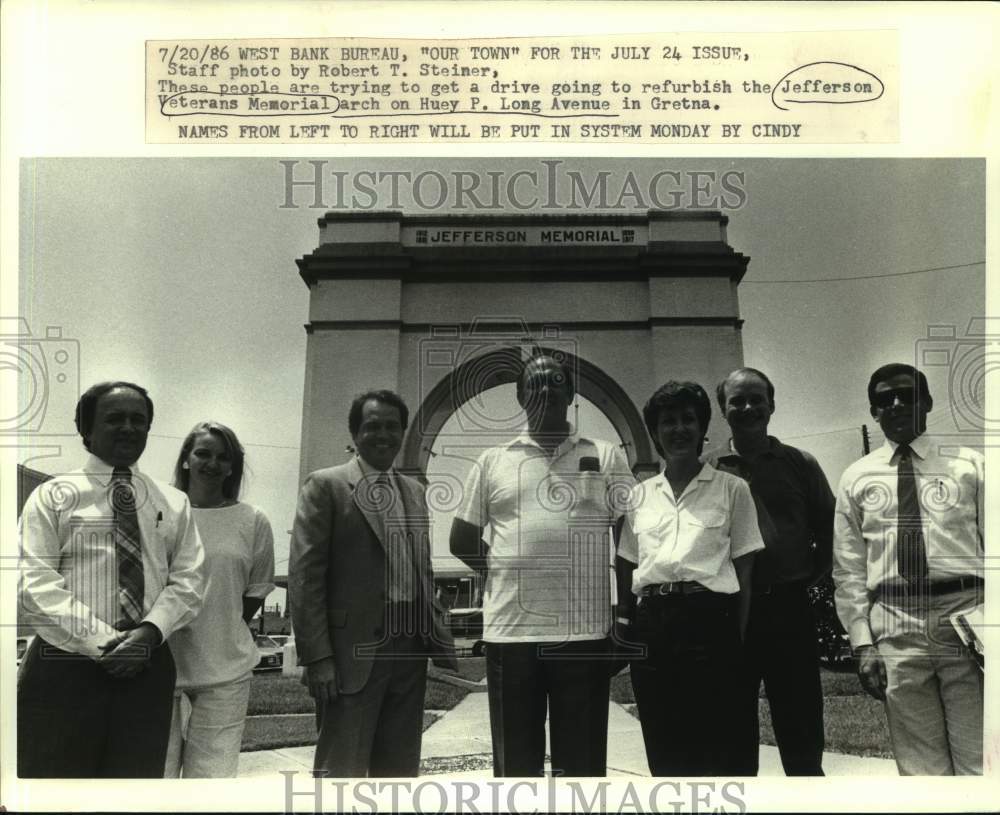 7/20/86 WEST BANK BUREAU, "OUR TOWN" FOR THE JULY 24 ISSUE,
Staff photo by Robert T. Steiner,
These people are trying to get a drive going to refurbish the Jefferson
Veterans Memorial arch on Huey P. Long Avenue in Gretna.
NAMES FROM LEFT TO RIGHT WILL BE PUT IN SYSTEM MONDAY BY CINDY
HISTORICIMAGES
JEFFERSON MEMORIAL
HISTORICIMAGES
HISTORICIMAGES